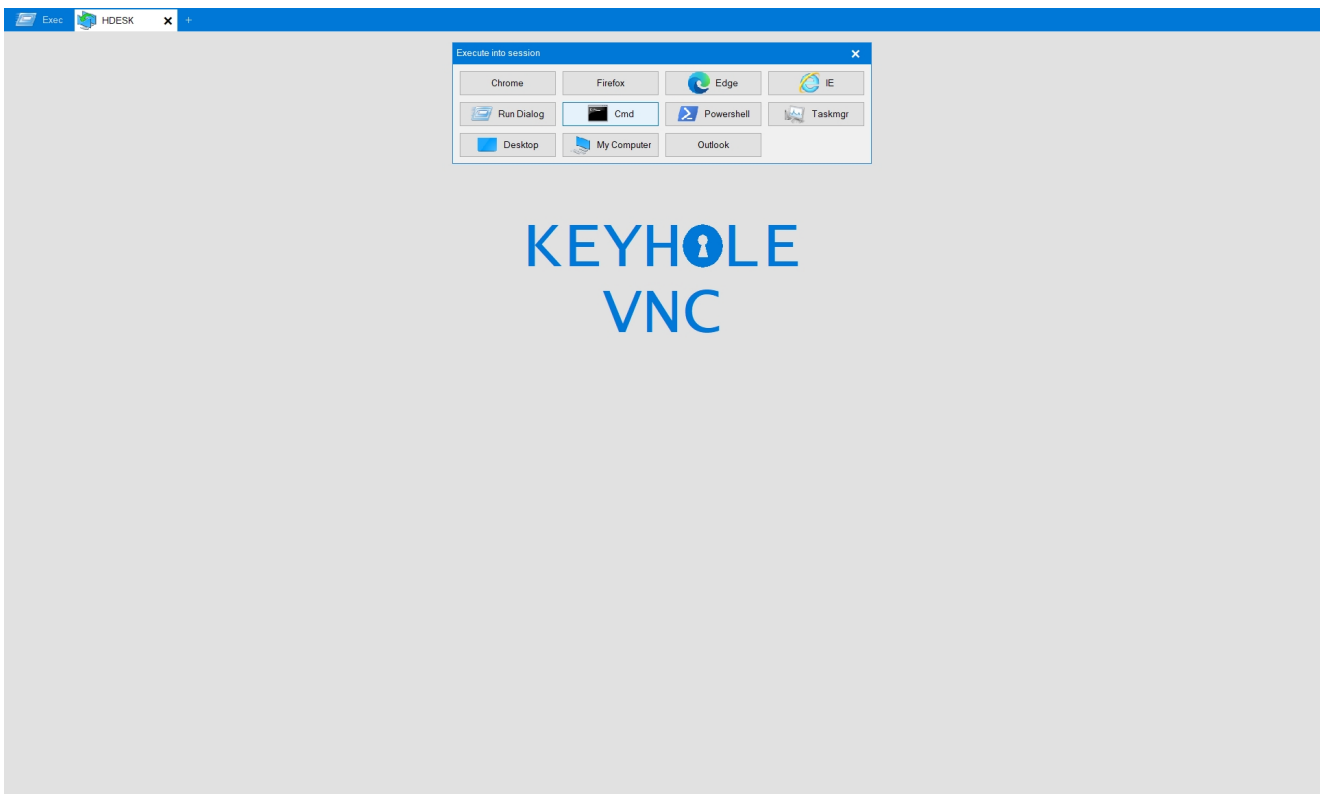 Exec HDESK +
Execute into session
Chrome Firefox Edge IE
Run Dialog Cmd Powershell Taskmgr
Desktop My Computer Outlook
KEYHOLE
VNC